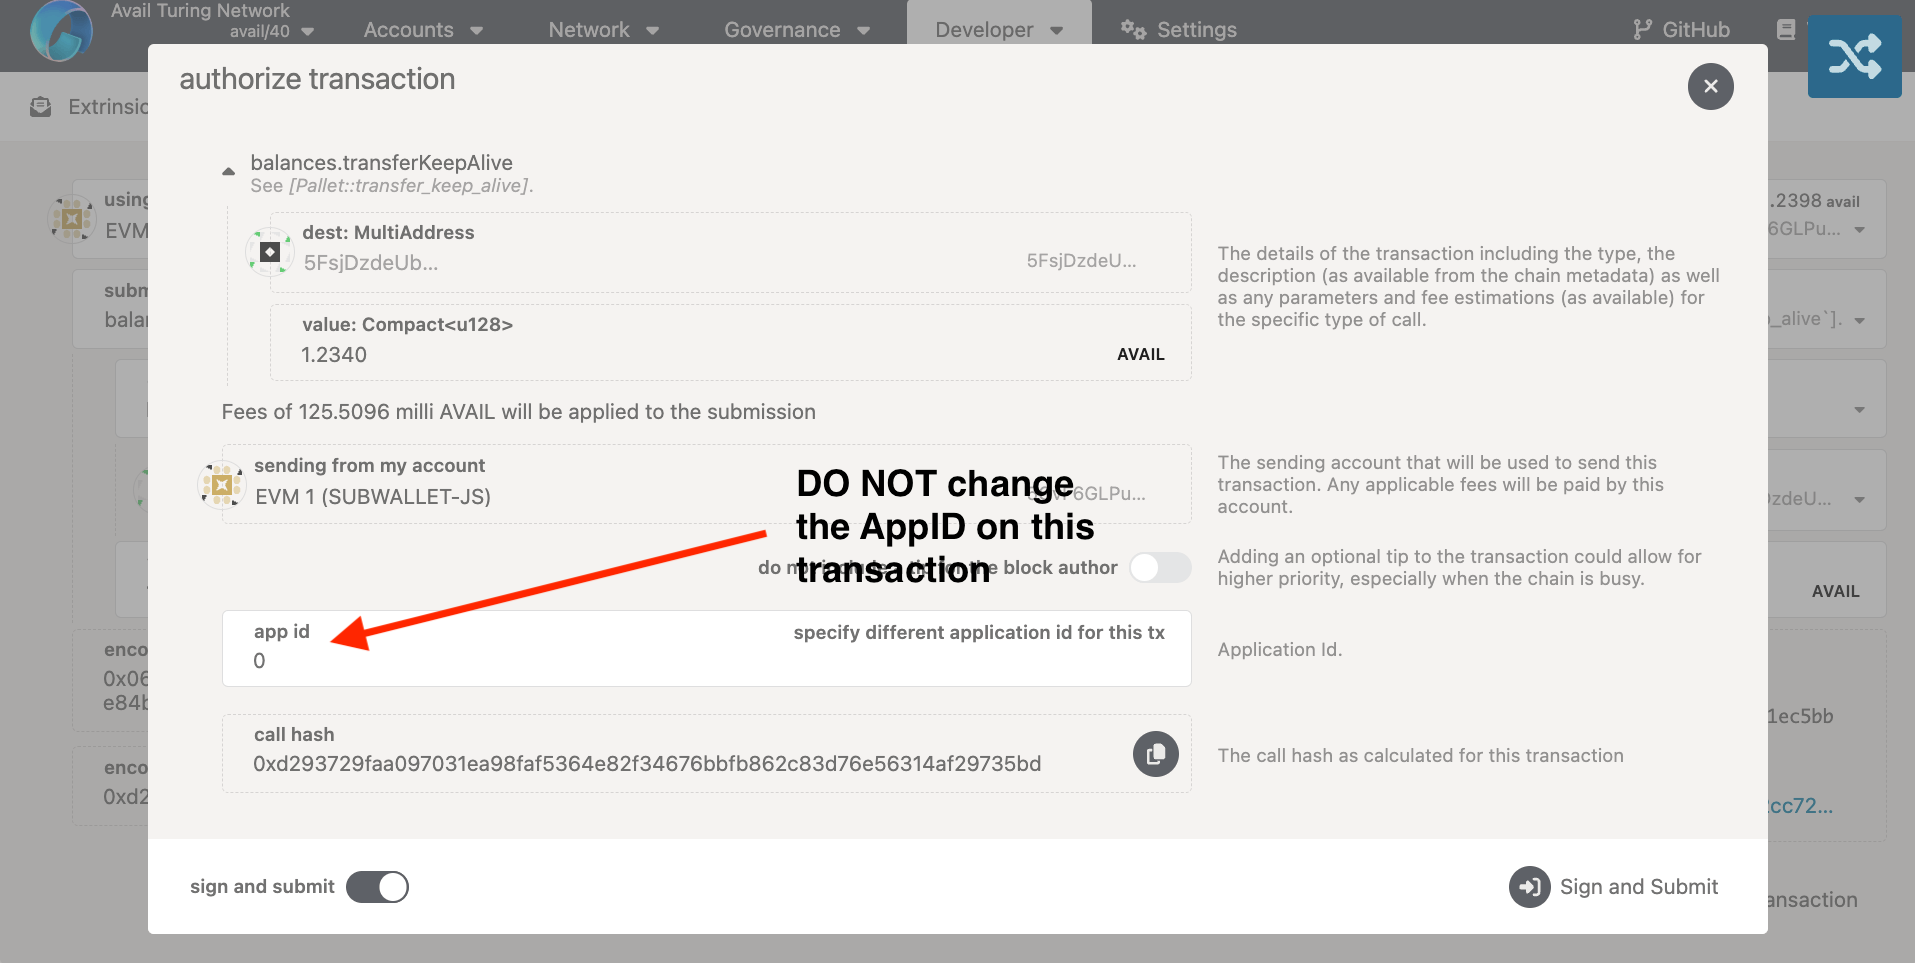 Avail Turing Network
avail/40
Accounts
Network
Governance
Developer
Settings
GitHub
authorize transaction
Extrinsic
balances.transferKeepAlive
See [Pallet::transfer_keep_alive].
using
EVM
.2398 avail
6GLPu...
dest: MultiAddress
5FsjDzdeUb...
5FsjDzdeU...
The details of the transaction including the type, the
description (as available from the chain metadata) as well
as any parameters and fee estimations (as available) for
the specific type of call.
subm
balan
_alive`].
value: Compact<u128>
1.2340
AVAIL
Fees of 125.5096 milli AVAIL will be applied to the submission
sending from my account
EVM 1 (SUBWALLET-JS)
6GLPu...
The sending account that will be used to send this
transaction. Any applicable fees will be paid by this
account.
zdeU...
DO NOT change
the AppID on this
transaction
do not include a tip for the block author
Adding an optional tip to the transaction could allow for
higher priority, especially when the chain is busy.
AVAIL
app id
0
specify different application id for this tx
Application Id.
enco
0x06
e84b
1ec5bb
call hash
0xd293729faa097031ea98faf5364e82f34676bbfb862c83d76e56314af29735bd
The call hash as calculated for this transaction
enco
0xd2
cc72...
sign and submit
Sign and Submit
ansaction